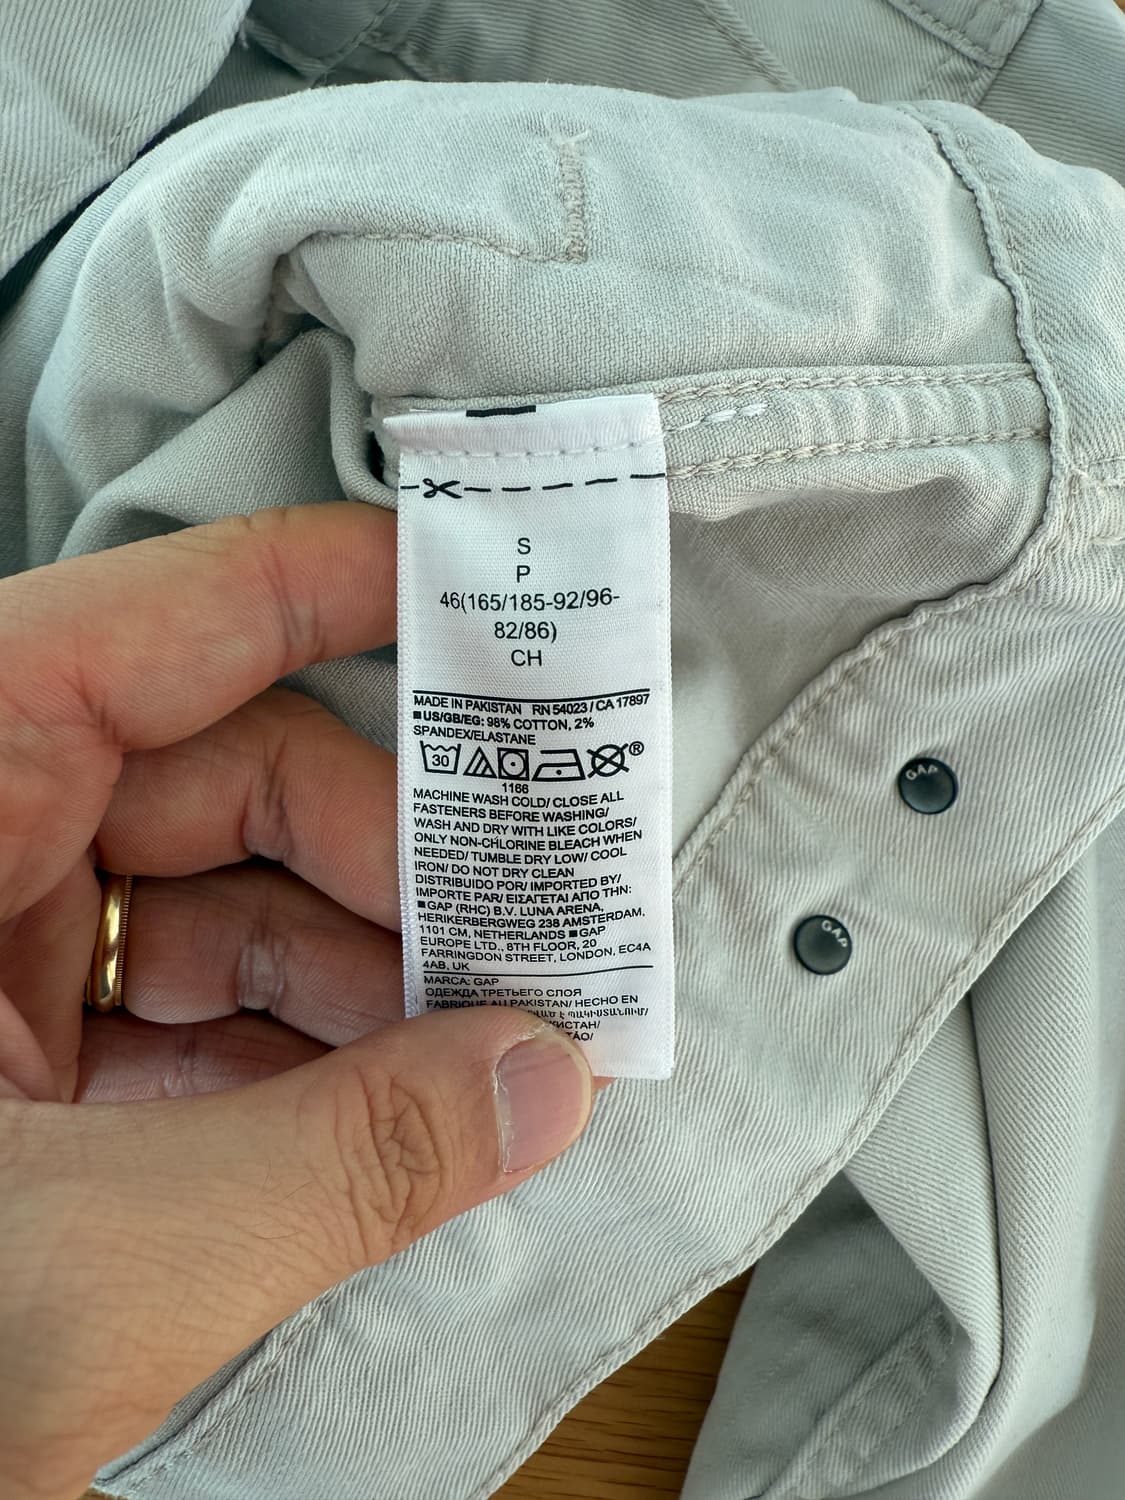 S
P
46(165/185-92/96-
82/86)
CH
MADE IN PAKISTAN RN 54023 / CA 17897
■US/GB/EG: 98% COTTON, 2%
SPANDEX/ELASTANE
30
®
1166
MACHINE WASH COLD/ CLOSE ALL
FASTENERS BEFORE WASHING/
WASH AND DRY WITH LIKE COLORS/
ONLY NON-CHLORINE BLEACH WHEN
NEEDED/ TUMBLE DRY LOW/ COOL
IRON/ DO NOT DRY CLEAN
DISTRIBUIDO POR/ IMPORTED BY/
IMPORTE PAR/ ΕΙΣΑΓΕΤΑΙ ΑΠΟ ΤΗΝ:
■GAP (RHC) B.V. LUNA ARENA,
HERIKERBERGWEG 238 AMSTERDAM,
1101 CM, NETHERLANDS ■GAP
EUROPE LTD., 8TH FLOOR, 20
FARRINGDON STREET, LONDON, EC4A
4AB, UK
MARCA: GAP
ОДЕЖДА ТРЕТЬЕГО СЛОЯ
FABRIQUE AU PAKISTAN/ HECHO EN
Է ՊԱԿԻՍՏԱՆՈՒՄ/
GAP
GAP